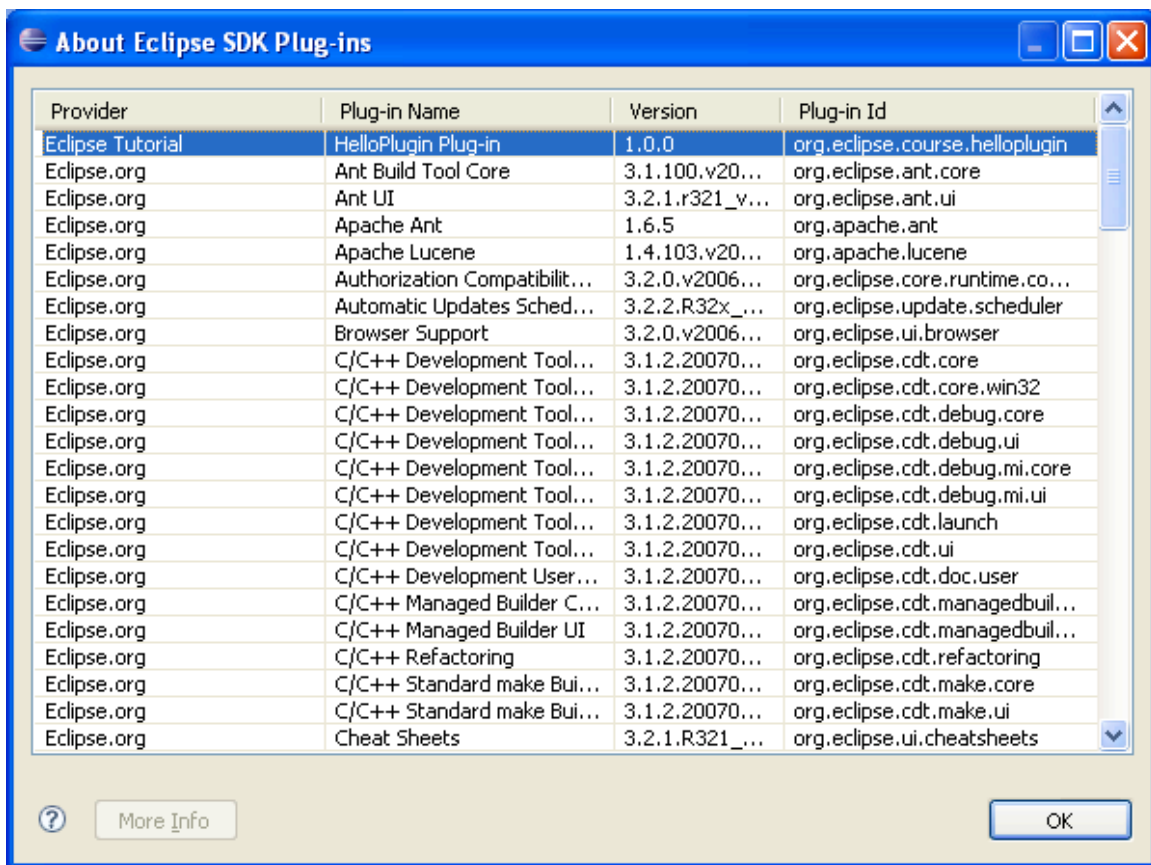 About Eclipse SDK Plug-ins
Provider Plug-in Name Version Plug-in Id
Eclipse Tutorial HelloPlugin Plug-in 1.0.0 org.eclipse.course.helloplugin
Eclipse.org Ant Build Tool Core 3.1.100.v20... org.eclipse.ant.core
Eclipse.org Ant UI 3.2.1.r321_v... org.eclipse.ant.ui
Eclipse.org Apache Ant 1.6.5 org.apache.ant
Eclipse.org Apache Lucene 1.4.103.v20... org.apache.lucene
Eclipse.org Authorization Compatibilit... 3.2.0.v2006... org.eclipse.core.runtime.co...
Eclipse.org Automatic Updates Sched... 3.2.2.R32x_... org.eclipse.update.scheduler
Eclipse.org Browser Support 3.2.0.v2006... org.eclipse.ui.browser
Eclipse.org C/C++ Development Tool... 3.1.2.20070... org.eclipse.cdt.core
Eclipse.org C/C++ Development Tool... 3.1.2.20070... org.eclipse.cdt.core.win32
Eclipse.org C/C++ Development Tool... 3.1.2.20070... org.eclipse.cdt.debug.core
Eclipse.org C/C++ Development Tool... 3.1.2.20070... org.eclipse.cdt.debug.ui
Eclipse.org C/C++ Development Tool... 3.1.2.20070... org.eclipse.cdt.debug.mi.core
Eclipse.org C/C++ Development Tool... 3.1.2.20070... org.eclipse.cdt.debug.mi.ui
Eclipse.org C/C++ Development Tool... 3.1.2.20070... org.eclipse.cdt.launch
Eclipse.org C/C++ Development Tool... 3.1.2.20070... org.eclipse.cdt.ui
Eclipse.org C/C++ Development User... 3.1.2.20070... org.eclipse.cdt.doc.user
Eclipse.org C/C++ Managed Builder C... 3.1.2.20070... org.eclipse.cdt.managedbuil...
Eclipse.org C/C++ Managed Builder UI 3.1.2.20070... org.eclipse.cdt.managedbuil...
Eclipse.org C/C++ Refactoring 3.1.2.20070... org.eclipse.cdt.refactoring
Eclipse.org C/C++ Standard make Bui... 3.1.2.20070... org.eclipse.cdt.make.core
Eclipse.org C/C++ Standard make Bui... 3.1.2.20070... org.eclipse.cdt.make.ui
Eclipse.org Cheat Sheets 3.2.1.R321_... org.eclipse.ui.cheatsheets
? More Info OK